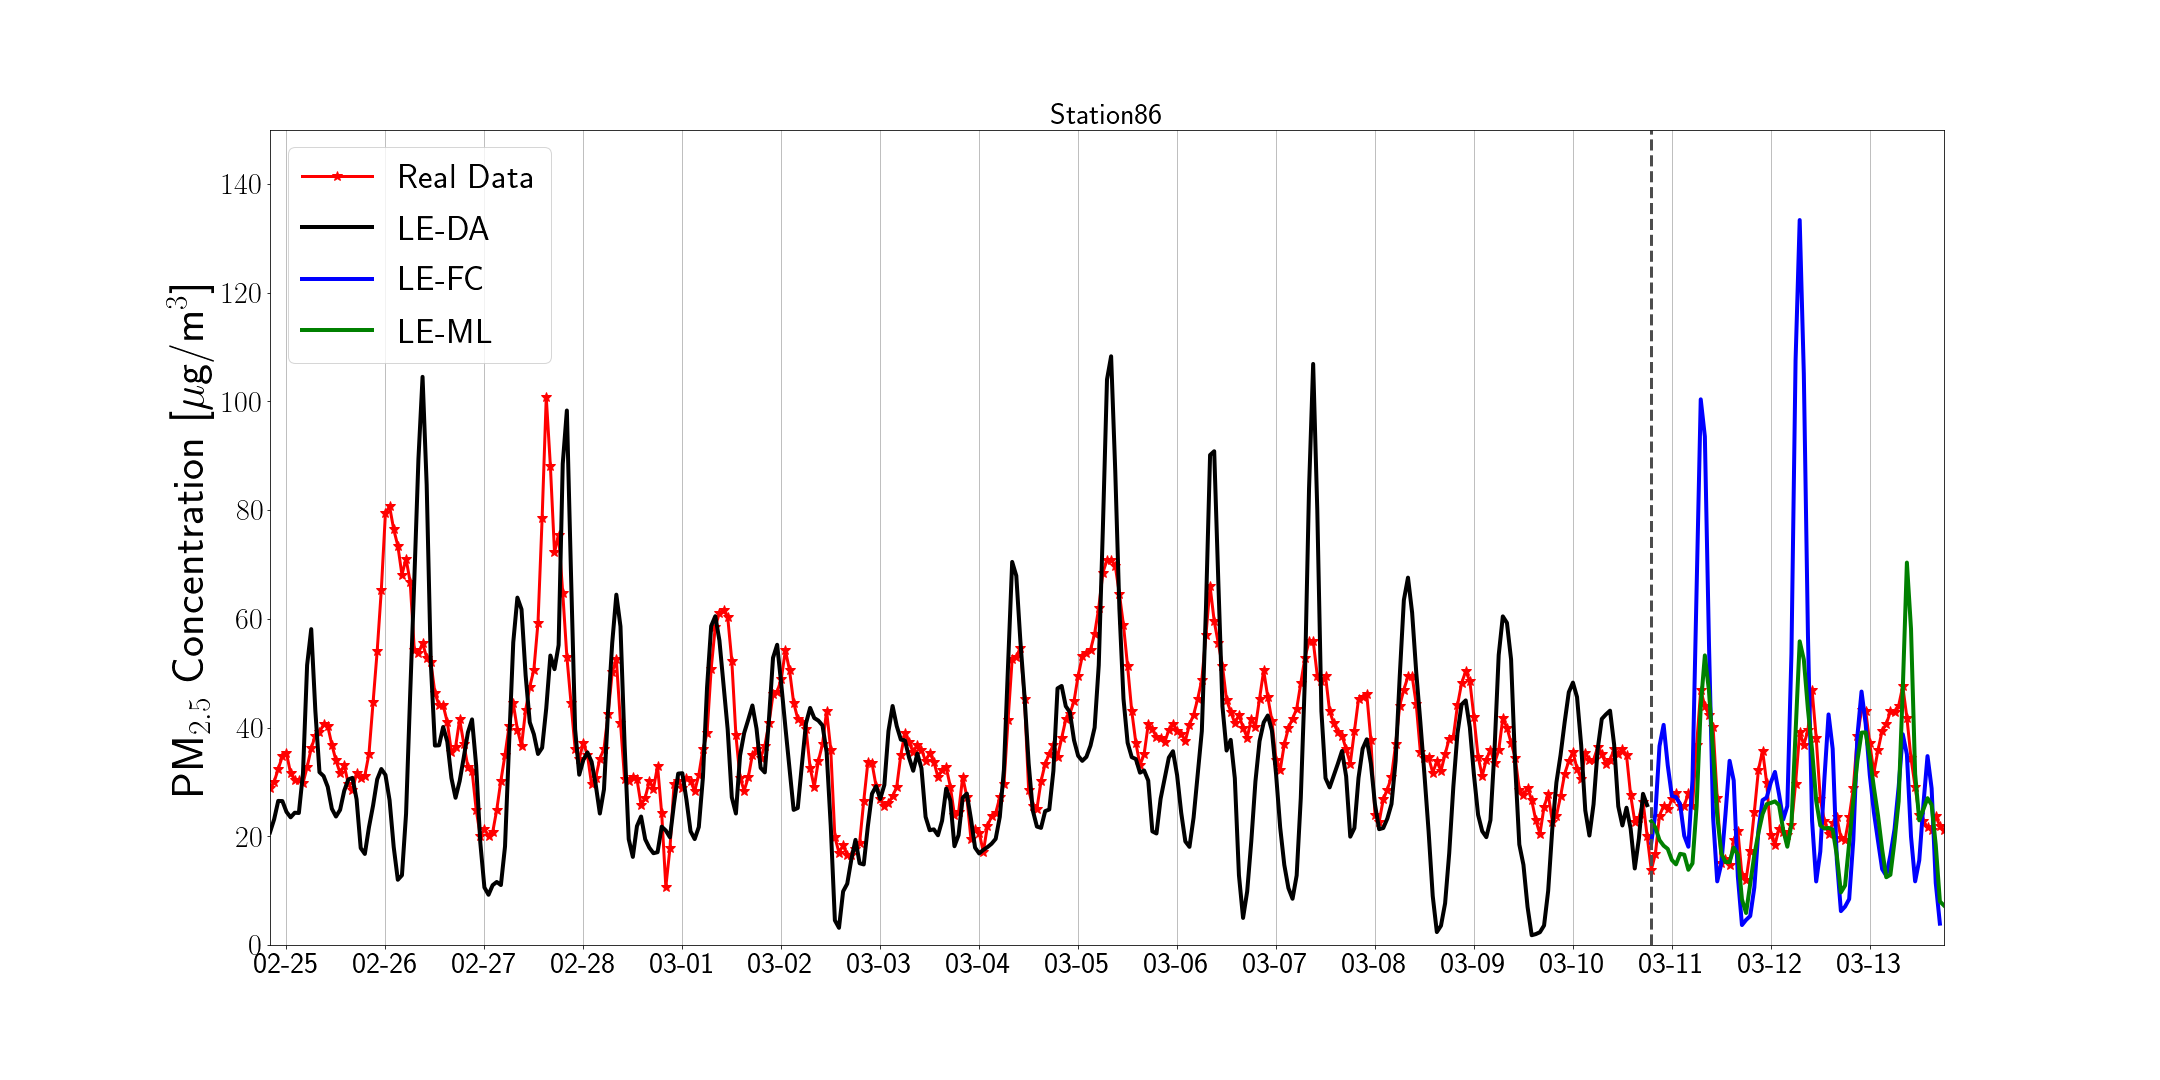 Station86
Real Data
LE-DA
LE-FC
LE-ML
PM2.5 Concentration [μg/m³]
140
120
100
80
60
40
20
0
02-25 02-26 02-27 02-28 03-01 03-02 03-03 03-04 03-05 03-06 03-07 03-08 03-09 03-10 03-11 03-12 03-13